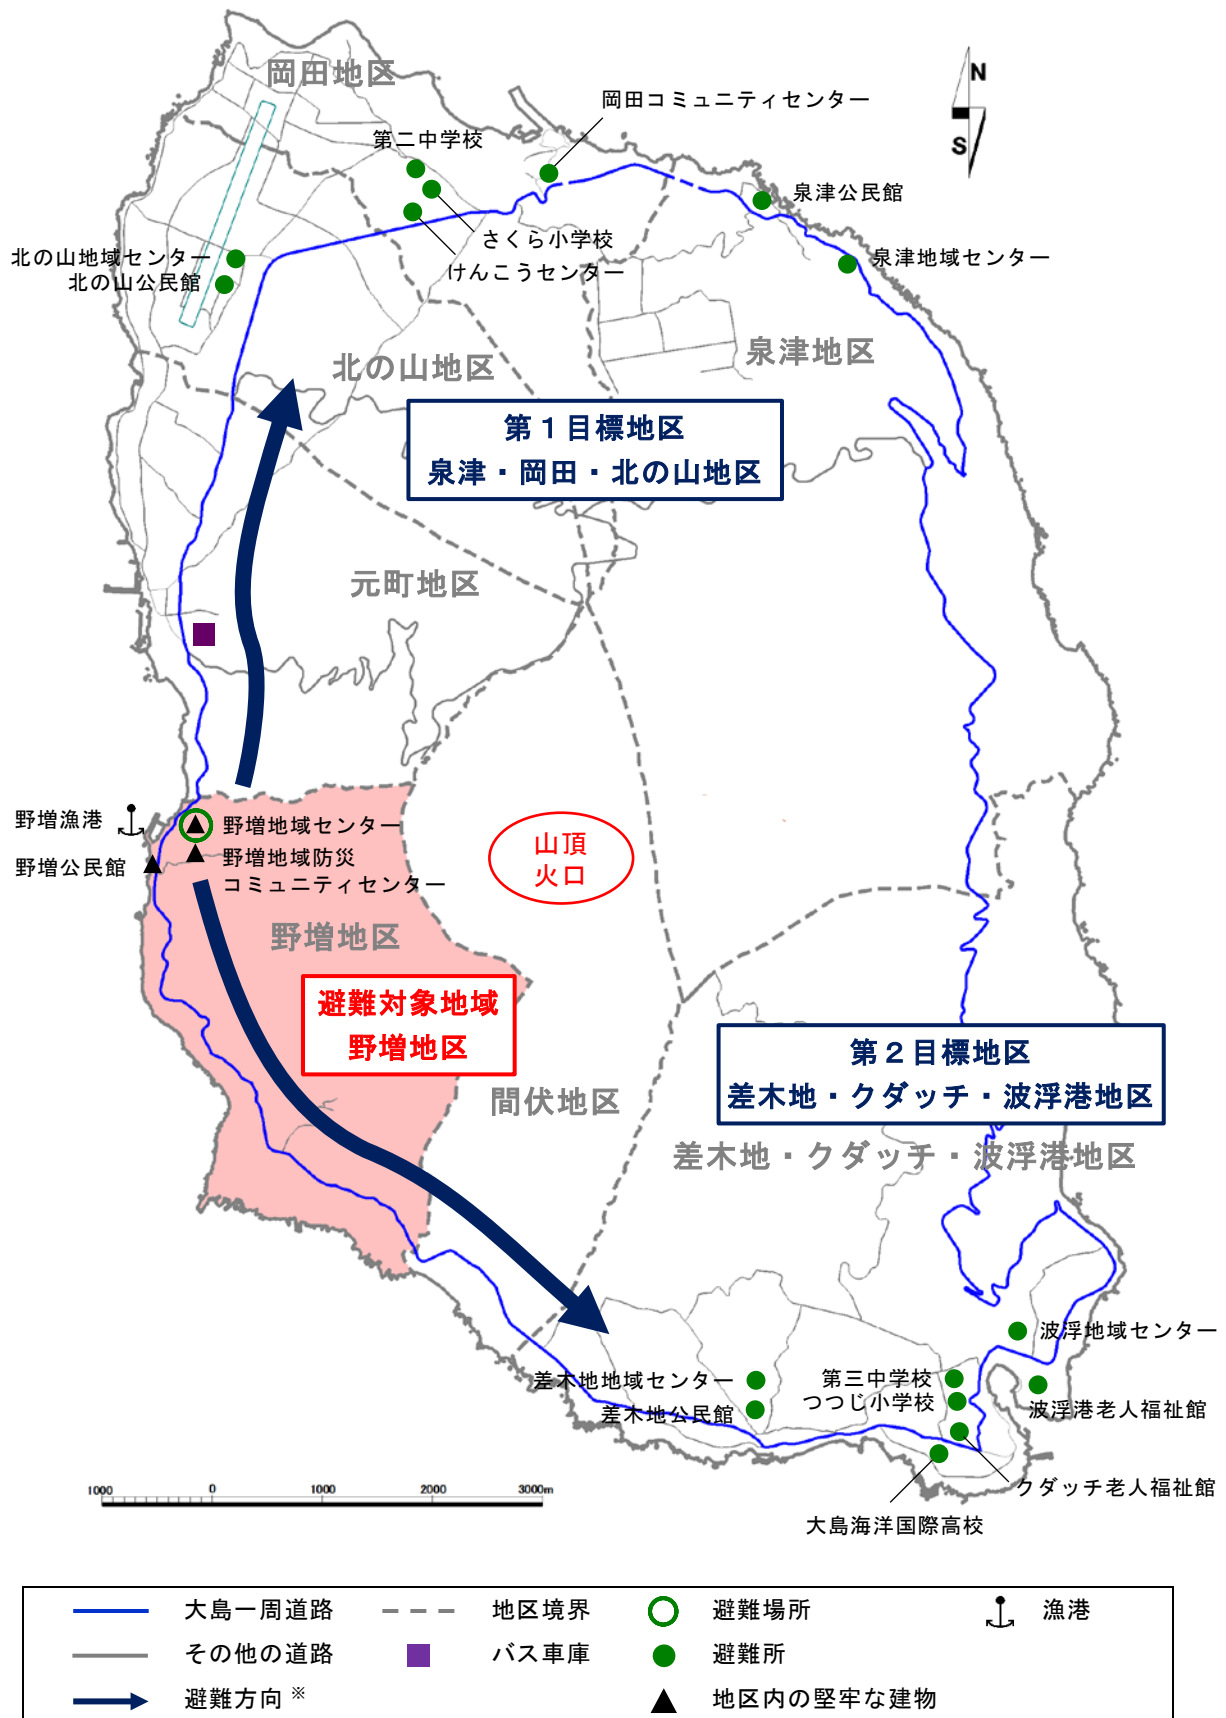 岡田地区
N
S
岡田コミュニティセンター
第二中学校
泉津公民館
さくら小学校
けんこうセンター
北の山地域センター
北の山公民館
泉津地域センター
北の山地区
泉津地区
第１目標地区
泉津・岡田・北の山地区
元町地区
野増漁港
野増地域センター
野増公民館
野増地域防災
コミュニティセンター
山頂
火口
野増地区
避難対象地域
野増地区
間伏地区
第２目標地区
差木地・クダッチ・波浮港地区
差木地・クダッチ・波浮港地区
波浮地域センター
差木地地域センター
差木地公民館
第三中学校
つつじ小学校
波浮港老人福祉館
クダッチ老人福祉館
大島海洋国際高校
1000 0 1000 2000 3000m
大島一周道路
地区境界
避難場所
漁港
その他の道路
バス車庫
避難所
避難方向※
地区内の堅牢な建物